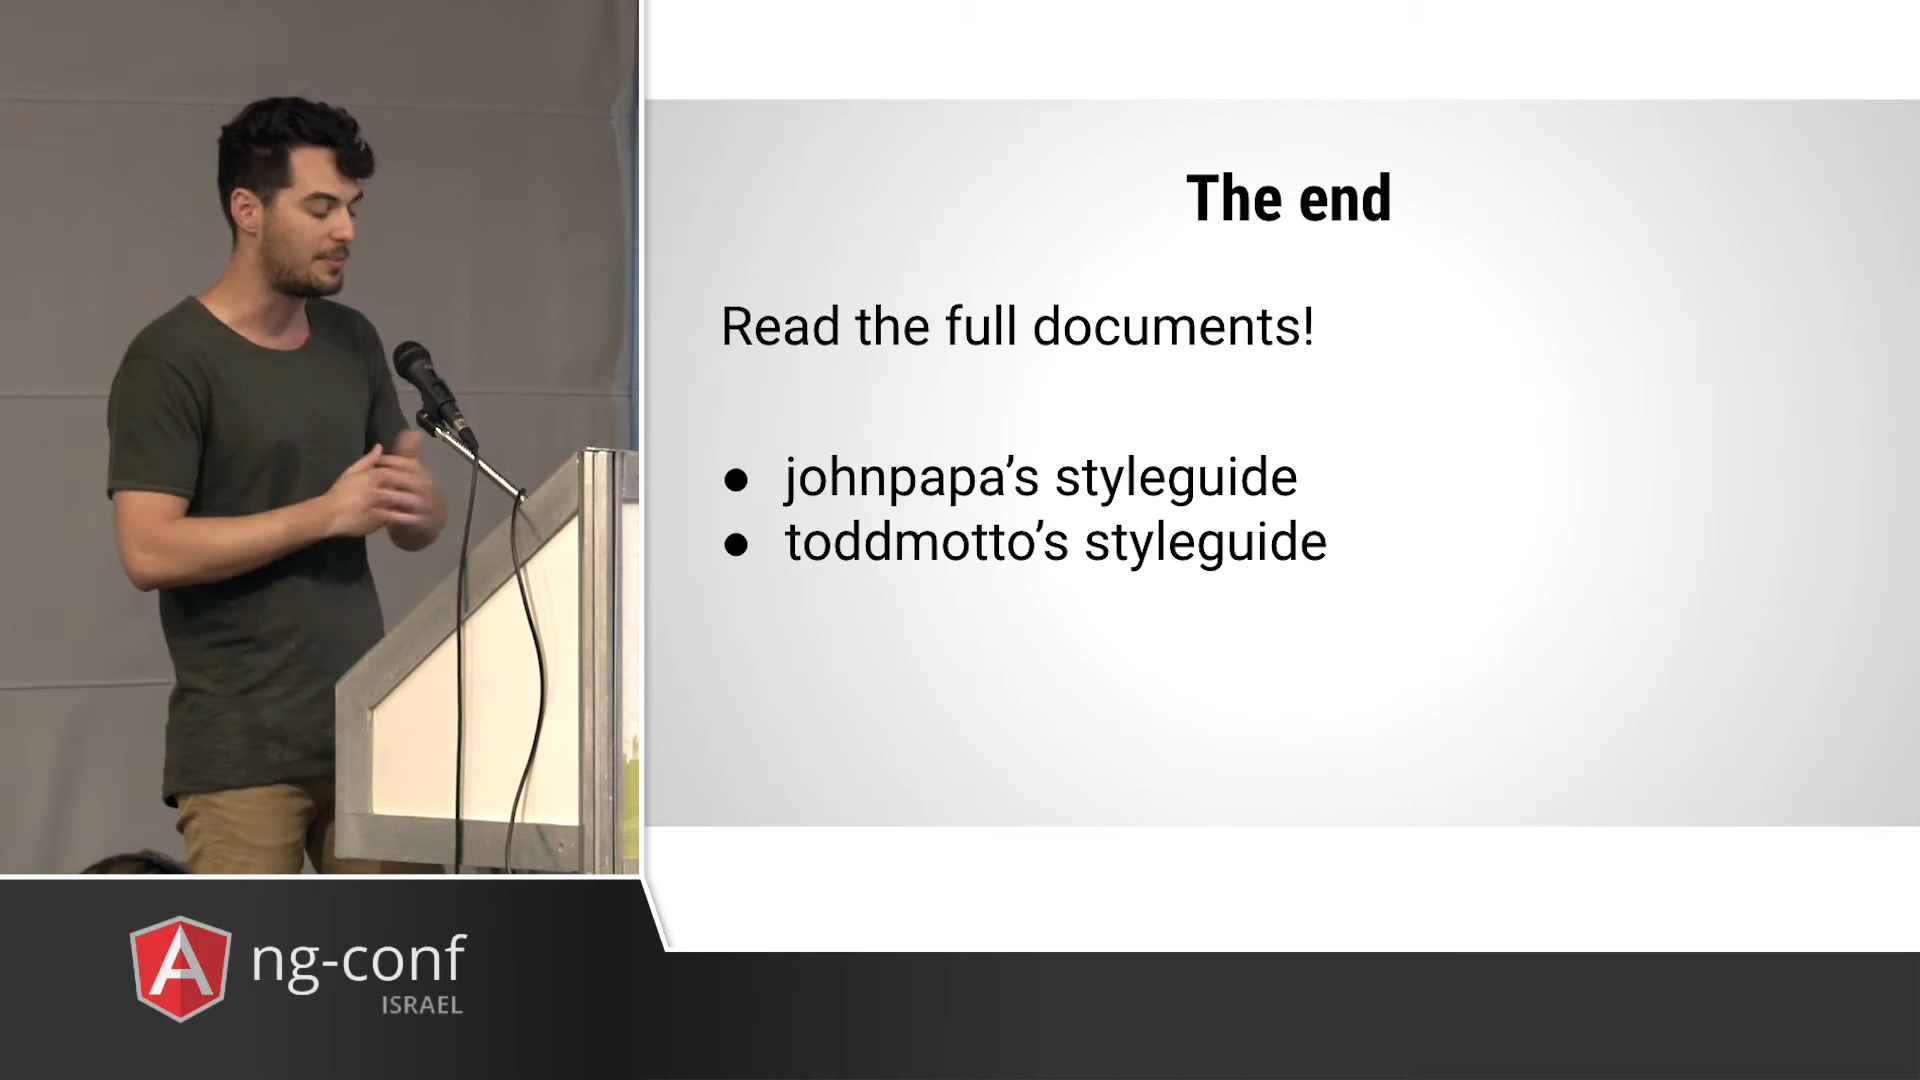 The end
Read the full documents!
● johnpapa’s styleguide
● toddmotto’s styleguide
A
ng-conf
ISRAEL